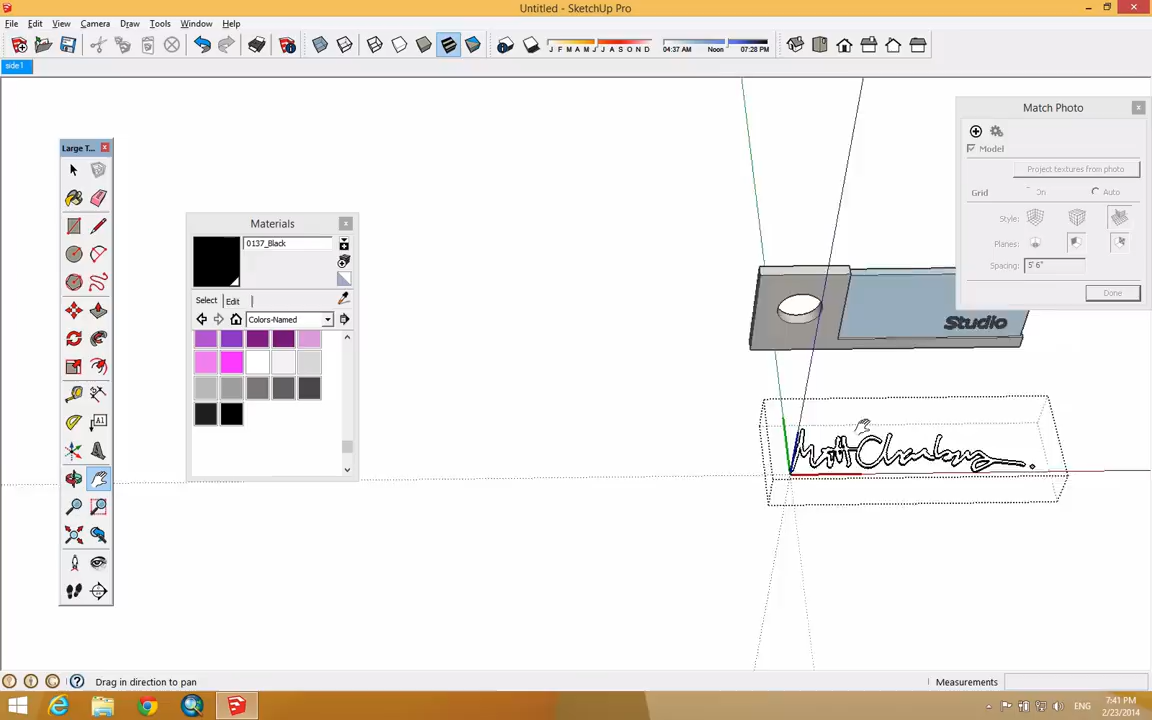 Untitled - SketchUp Pro
File Edit View Camera Draw Tools Window Help
J F M A M J J A S O N D
04:37 AM Noon 07:28 PM
side1
Large T...
Match Photo
Model
Project textures from photo
Grid On Auto
Style:
Planes:
Spacing: 5' 6"
Done
Materials
0137_Black
Select Edit
Colors-Named
A1
Studio
Drag in direction to pan
Measurements
ENG
7:41 PM
2/23/2014